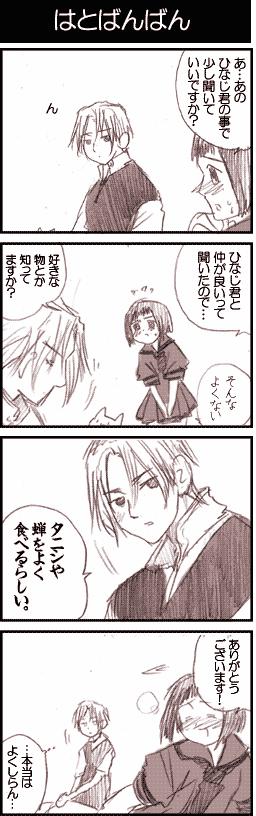 はとばんばん
あ…あの
ひなじ君の事で
少し聞いて
いいですか？
ん
ひなじ君と
仲が良いって
聞いたので…
好きな
物とか
知って
ますか？
そんな
よくない
タニンや
蝉をよく
食べるらしい。
ありがとう
ございます！
…本当は
よくしらん…